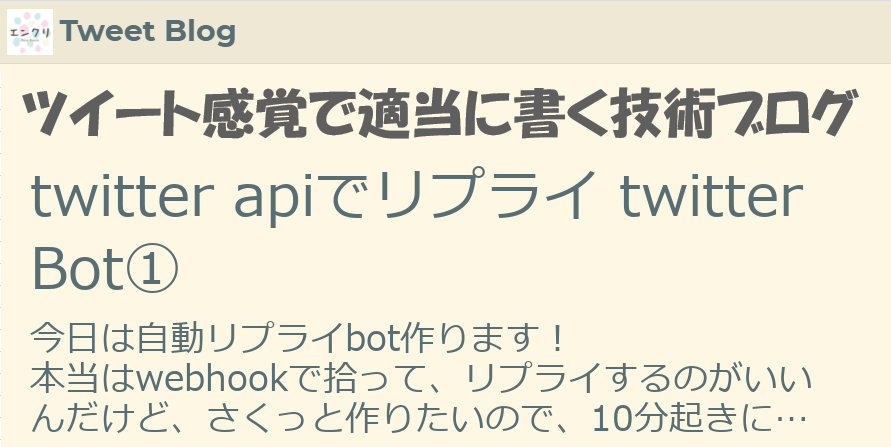 エンクリ
Tweet Blog
ツイート感覚で適当に書く技術ブログ
twitter apiでリプライ twitter
Bot①
今日は自動リプライbot作ります！
本当はwebhookで拾って、リプライするのがいい
んだけど、さくっと作りたいので、10分起きに…